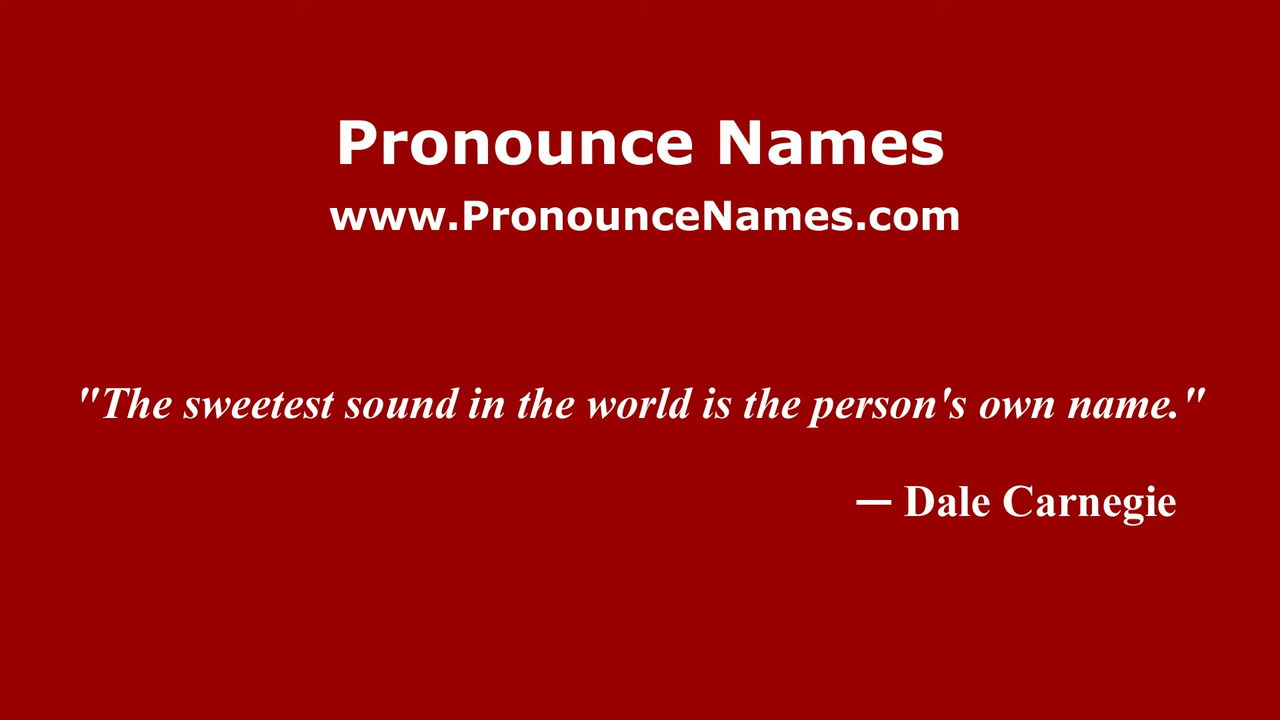 Pronounce Names
www.PronounceNames.com
"The sweetest sound in the world is the person's own name."
— Dale Carnegie